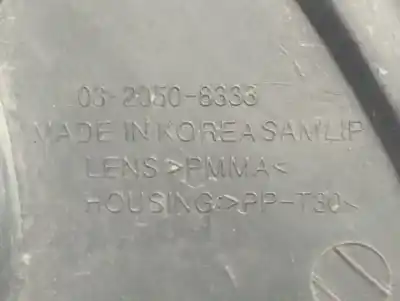 03-2050-8333
MADE IN KOREA SAMLIP
LENS >PMMA<
HOUSING:>PP-T30<